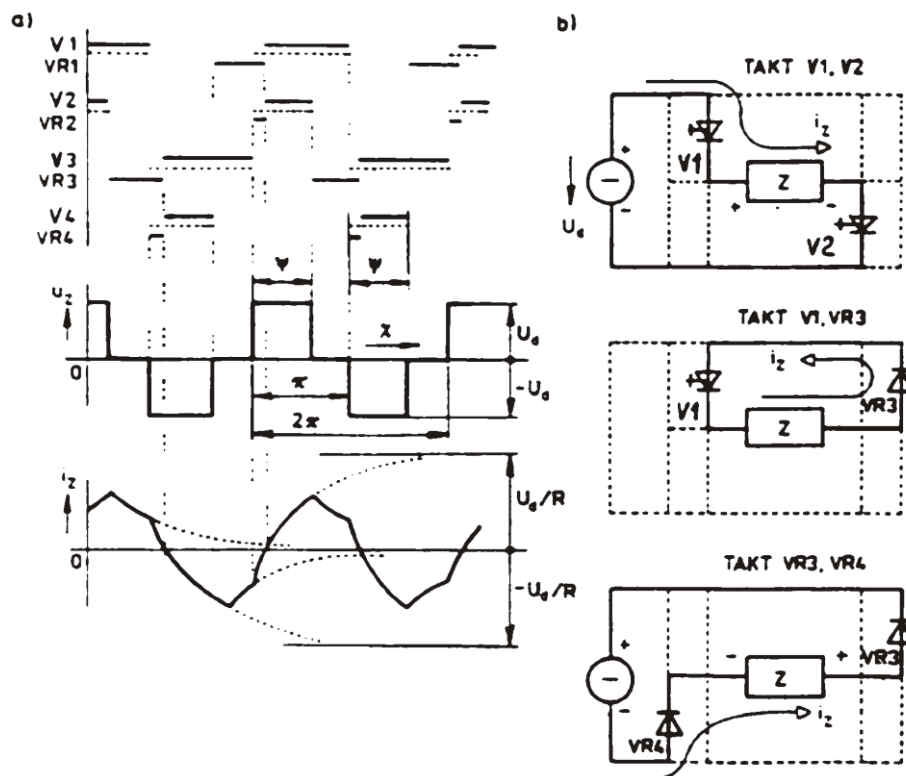 a)
V1
VR1
V2
VR2
V3
VR3
V4
VR4
Ψ Ψ
u_z
χ
U_d
0
π
-U_d
2π
i_z
U_d/R
0
-U_d/R
b)
TAKT V1, V2
i_z
+
V1
Z
U_d
-
+ -
V2
TAKT V1, VR3
i_z
V1
VR3
Z
TAKT VR3, VR4
+
- Z +
VR3
-
VR4
i_z